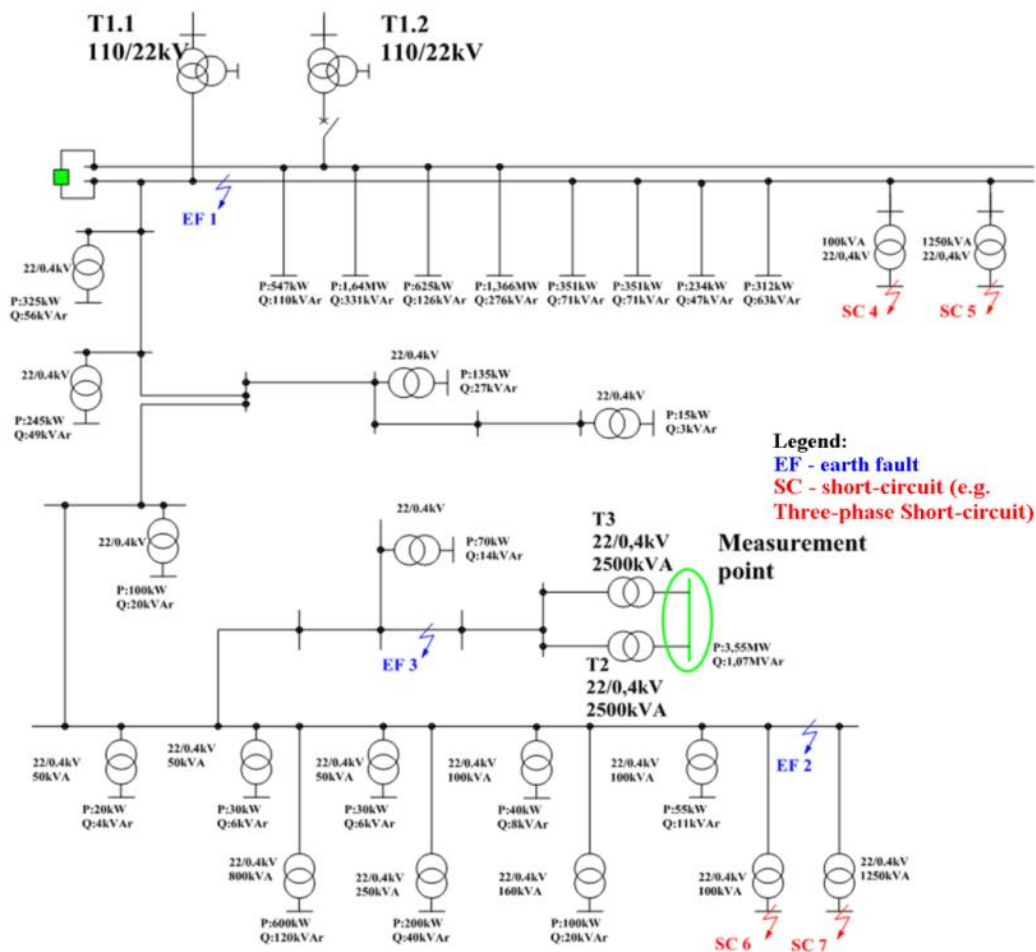 T1.1
110/22kV
T1.2
110/22kV
EF 1
22/0.4kV
P:325kW
Q:56kVAr
P:547kW
Q:110kVAr
P:1,64MW
Q:331kVAr
P:625kW
Q:126kVAr
P:1,366MW
Q:276kVAr
P:351kW
Q:71kVAr
P:351kW
Q:71kVAr
P:234kW
Q:47kVAr
P:312kW
Q:63kVAr
100kVA
22/0,4kV
SC 4
1250kVA
22/0,4kV
SC 5
22/0.4kV
P:245kW
Q:49kVAr
22/0.4kV
P:135kW
Q:27kVAr
22/0.4kV
P:15kW
Q:3kVAr
Legend:
EF - earth fault
SC - short-circuit (e.g.
Three-phase Short-circuit)
22/0.4kV
P:100kW
Q:20kVAr
22/0.4kV
P:70kW
Q:14kVAr
EF 3
T3
22/0,4kV
2500kVA
Measurement
point
T2
22/0,4kV
2500kVA
P:3,55MW
Q:1,07MVAr
22/0.4kV
50kVA
P:20kW
Q:4kVAr
22/0.4kV
50kVA
P:30kW
Q:6kVAr
22/0.4kV
50kVA
P:30kW
Q:6kVAr
22/0.4kV
100kVA
P:40kW
Q:8kVAr
22/0.4kV
100kVA
P:55kW
Q:11kVAr
EF 2
22/0.4kV
800kVA
P:600kW
Q:120kVAr
22/0.4kV
250kVA
P:200kW
Q:40kVAr
22/0.4kV
160kVA
P:100kW
Q:20kVAr
22/0.4kV
100kVA
SC 6
22/0.4kV
1250kVA
SC 7